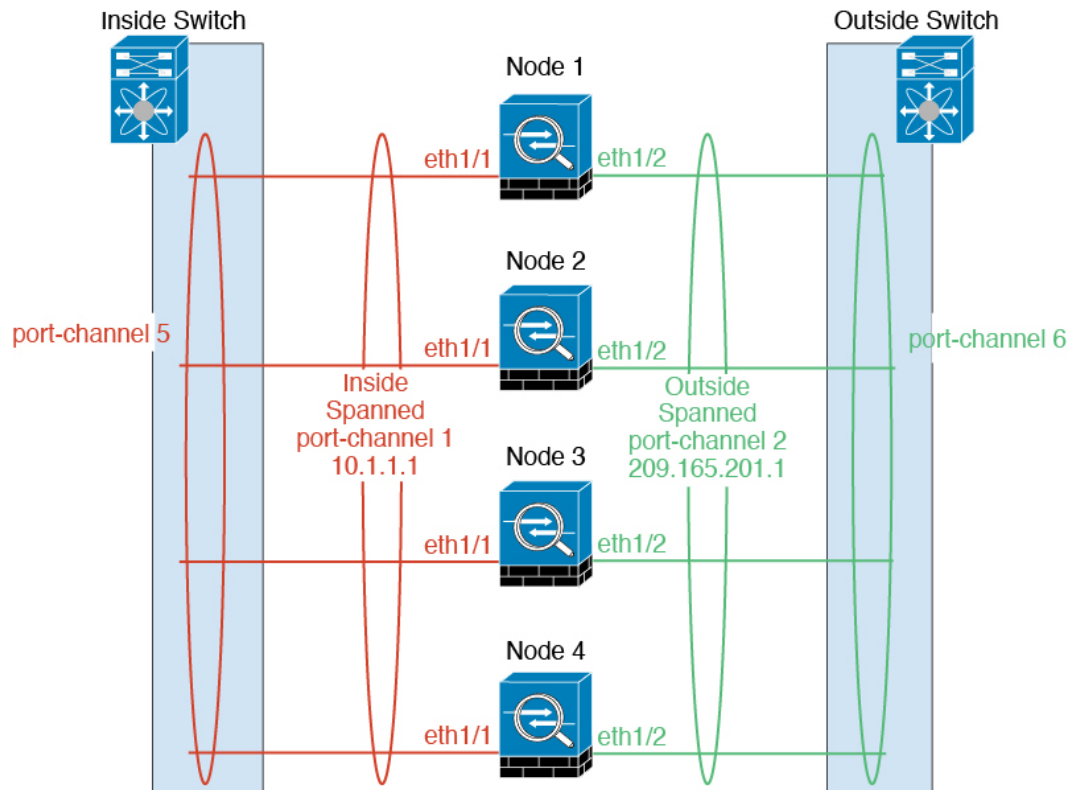 Inside Switch
Outside Switch
Node 1
eth1/1
eth1/2
Node 2
port-channel 5
eth1/1
eth1/2
port-channel 6
Inside
Spanned
port-channel 1
10.1.1.1
Outside
Spanned
port-channel 2
209.165.201.1
Node 3
eth1/1
eth1/2
Node 4
eth1/1
eth1/2